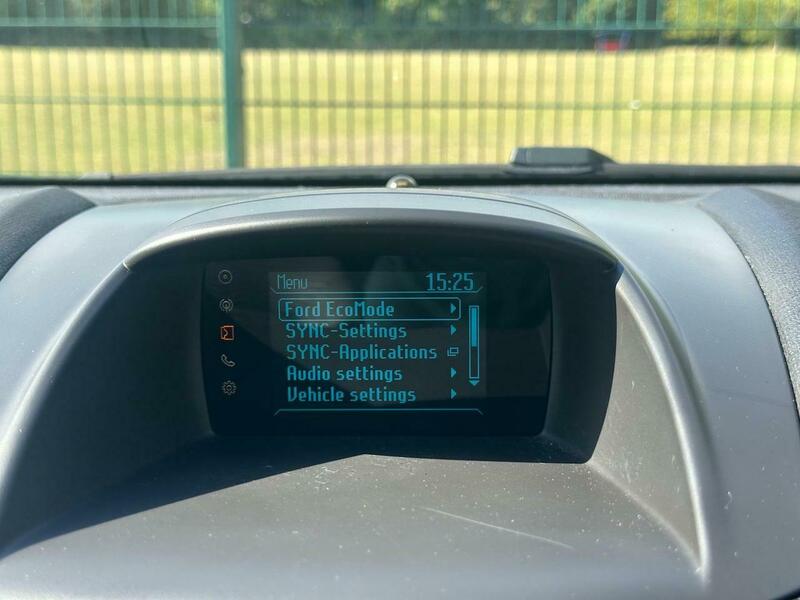 Menu 15:25
Ford EcoMode
SYNC-Settings
SYNC-Applications
Audio settings
Vehicle settings